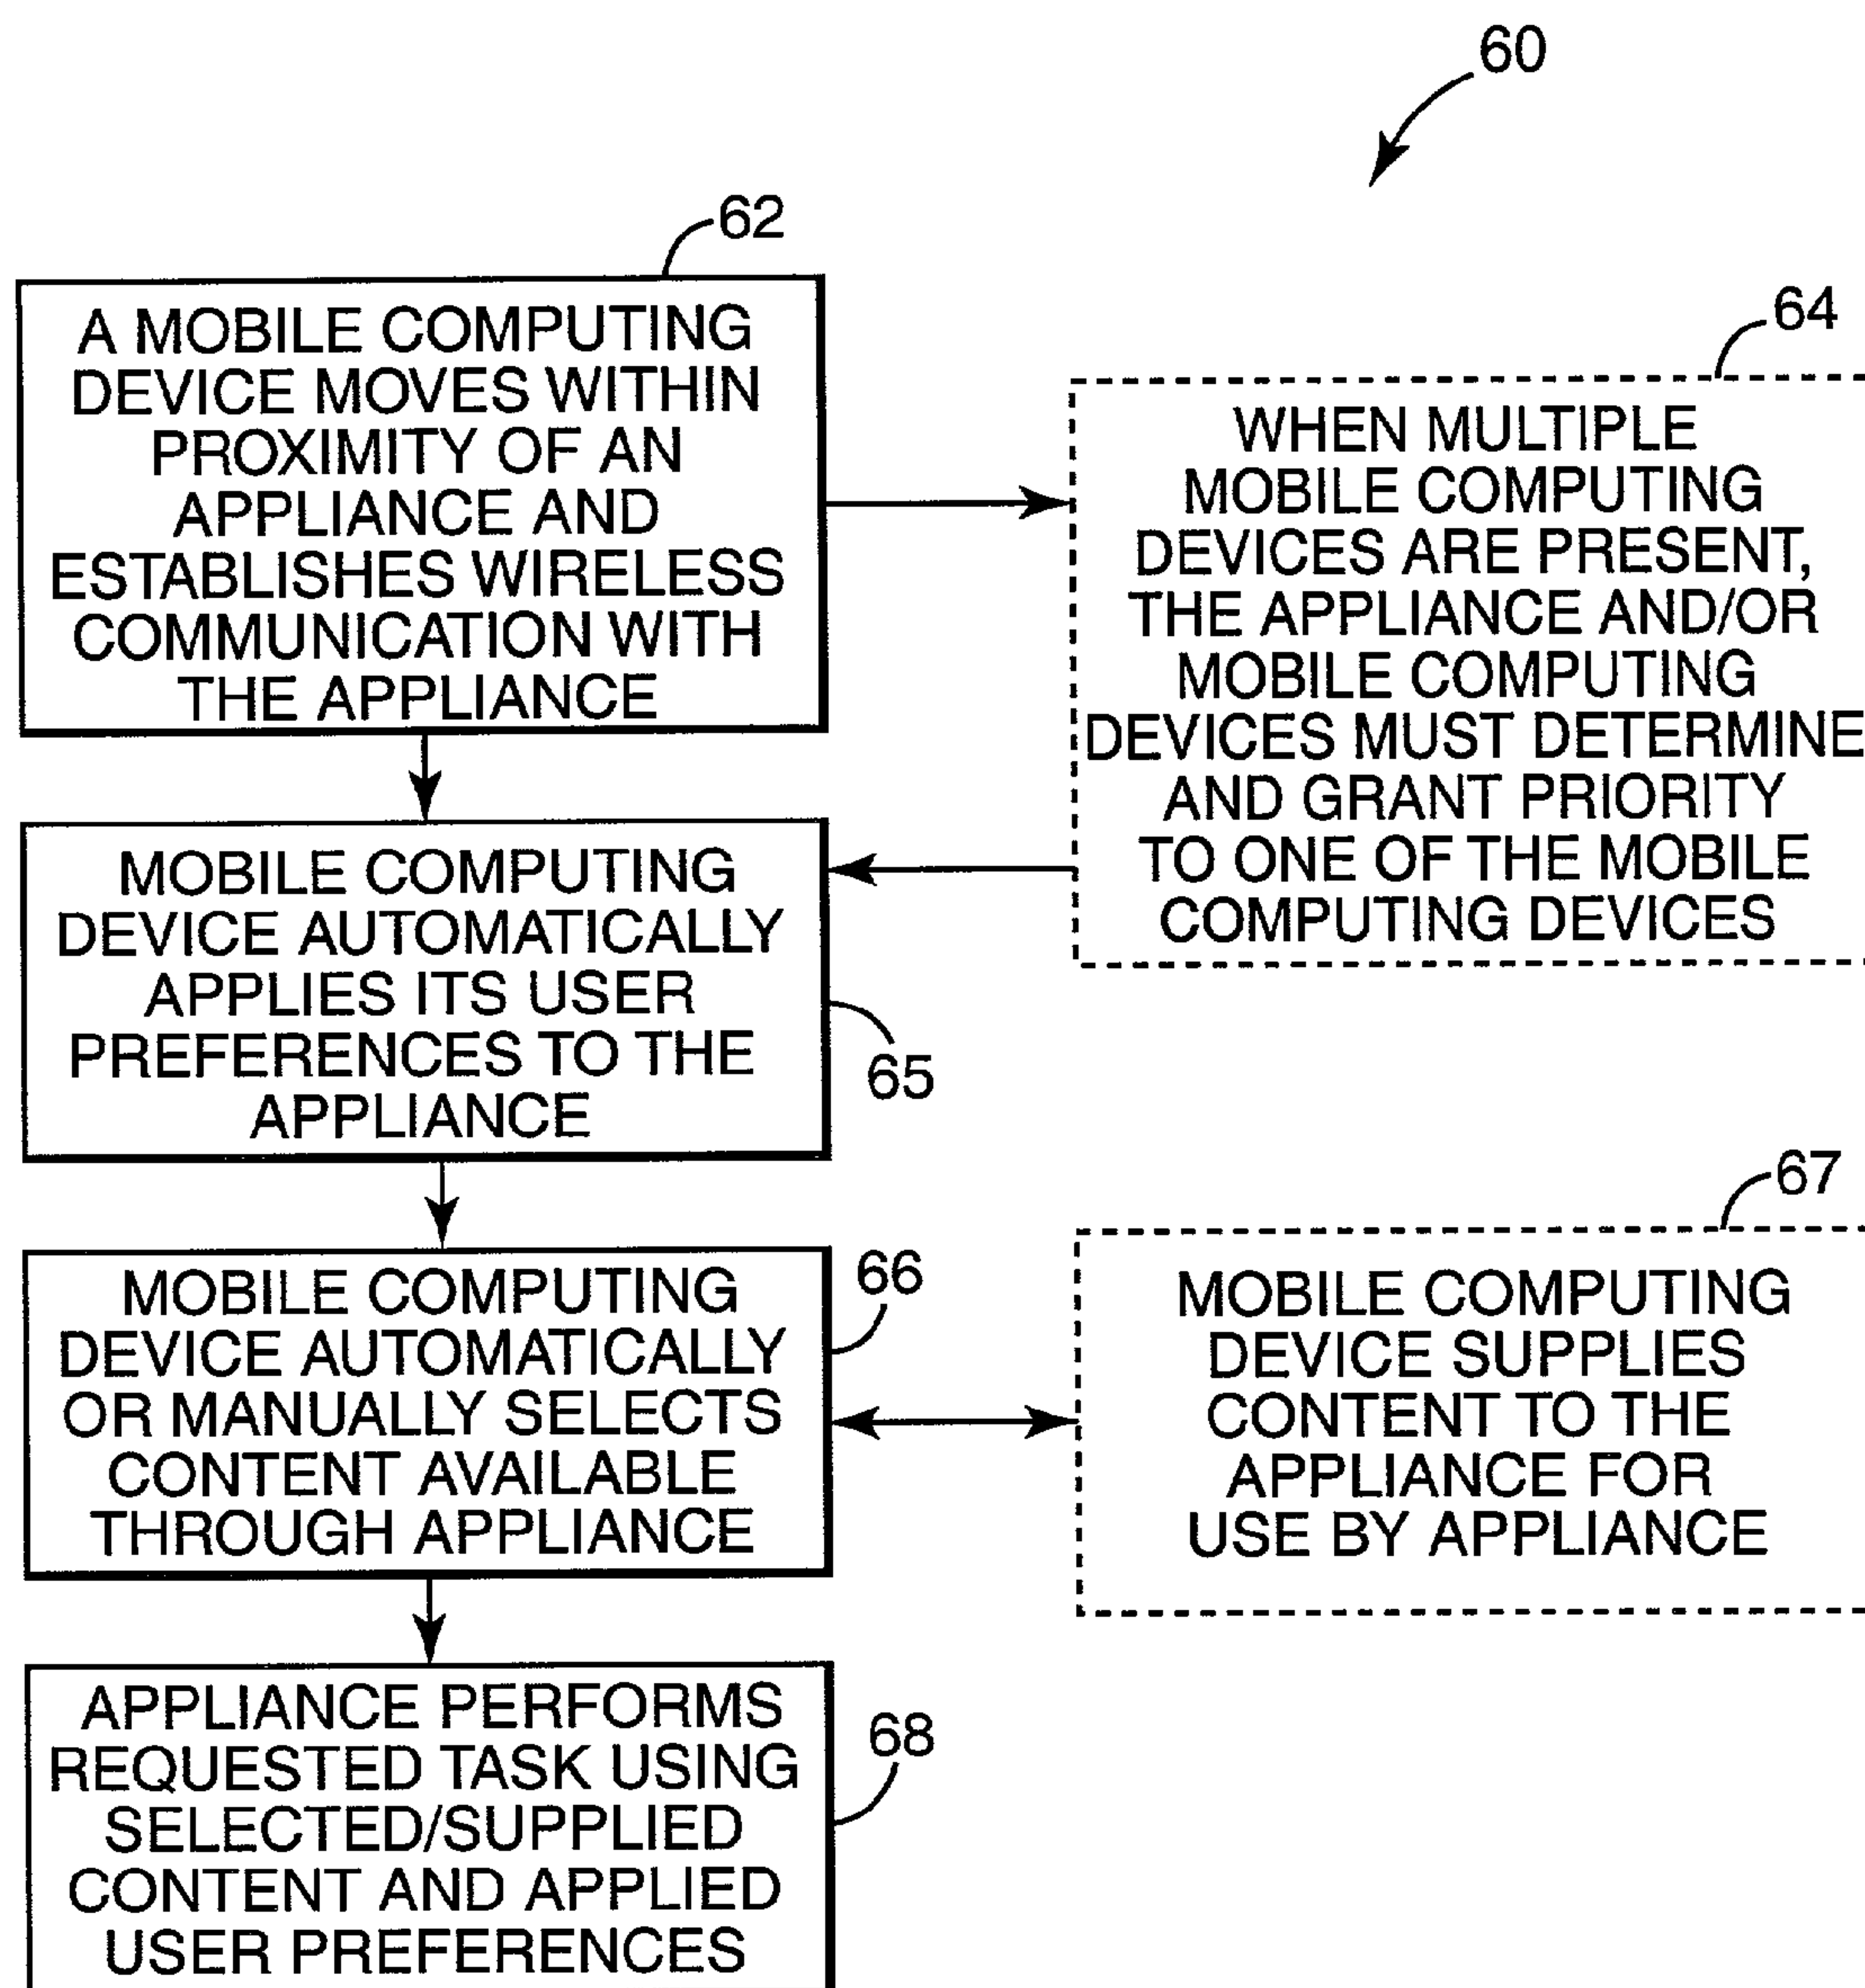 60
62
A MOBILE COMPUTING
DEVICE MOVES WITHIN
PROXIMITY OF AN
APPLIANCE AND
ESTABLISHES WIRELESS
COMMUNICATION WITH
THE APPLIANCE
64
WHEN MULTIPLE
MOBILE COMPUTING
DEVICES ARE PRESENT,
THE APPLIANCE AND/OR
MOBILE COMPUTING
DEVICES MUST DETERMINE
AND GRANT PRIORITY
TO ONE OF THE MOBILE
COMPUTING DEVICES
MOBILE COMPUTING
DEVICE AUTOMATICALLY
APPLIES ITS USER
PREFERENCES TO THE
APPLIANCE
65
MOBILE COMPUTING
DEVICE AUTOMATICALLY
OR MANUALLY SELECTS
CONTENT AVAILABLE
THROUGH APPLIANCE
66
67
MOBILE COMPUTING
DEVICE SUPPLIES
CONTENT TO THE
APPLIANCE FOR
USE BY APPLIANCE
APPLIANCE PERFORMS
REQUESTED TASK USING
SELECTED/SUPPLIED
CONTENT AND APPLIED
USER PREFERENCES
68